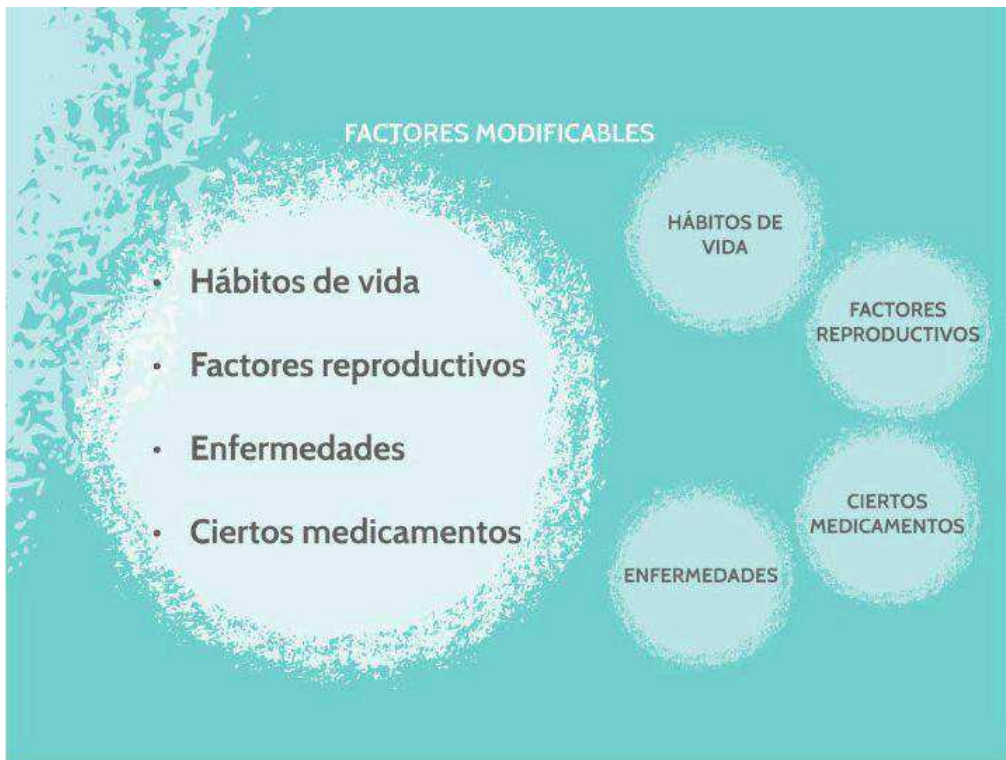 FACTORES MODIFICABLES
• Hábitos de vida
• Factores reproductivos
• Enfermedades
• Ciertos medicamentos
HÁBITOS DE
VIDA
FACTORES
REPRODUCTIVOS
CIERTOS
MEDICAMENTOS
ENFERMEDADES